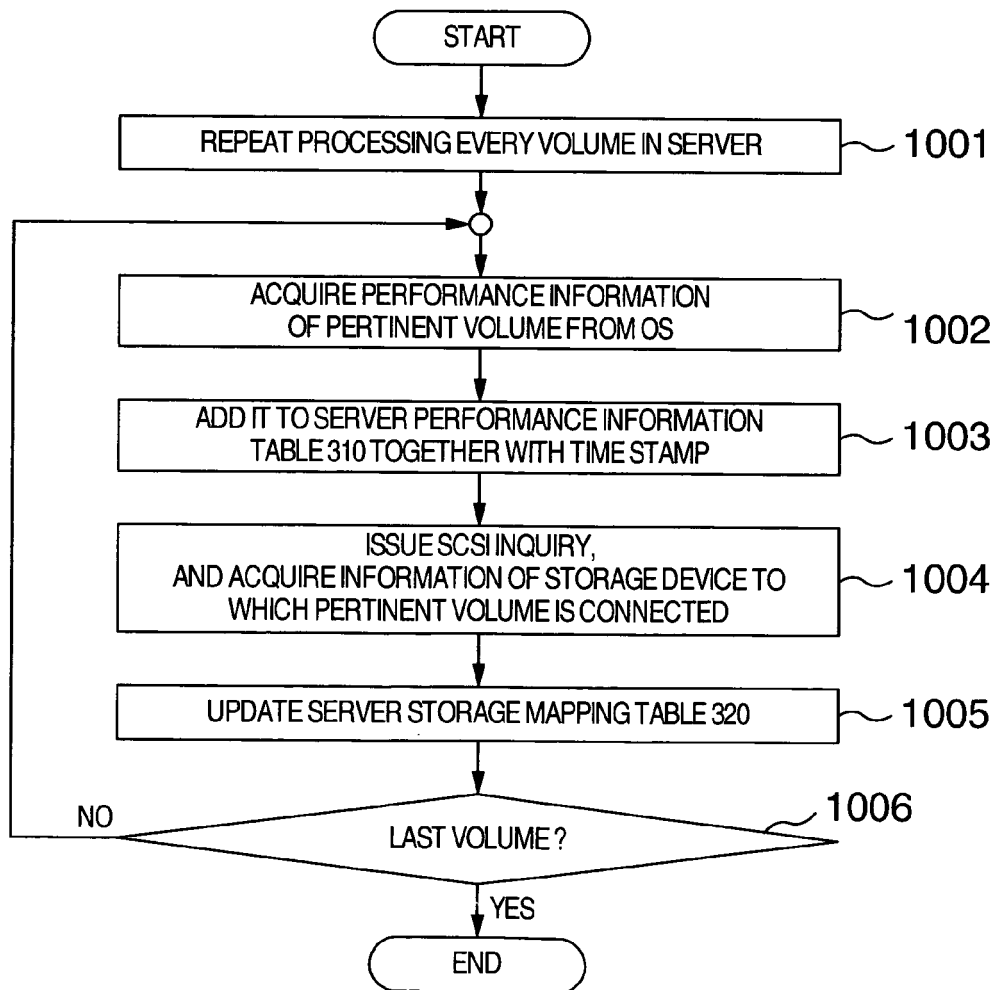 START
REPEAT PROCESSING EVERY VOLUME IN SERVER
1001
ACQUIRE PERFORMANCE INFORMATION
OF PERTINENT VOLUME FROM OS
1002
ADD IT TO SERVER PERFORMANCE INFORMATION
TABLE 310 TOGETHER WITH TIME STAMP
1003
ISSUE SCSI INQUIRY,
AND ACQUIRE INFORMATION OF STORAGE DEVICE TO
WHICH PERTINENT VOLUME IS CONNECTED
1004
UPDATE SERVER STORAGE MAPPING TABLE 320
1005
NO
LAST VOLUME ?
1006
YES
END